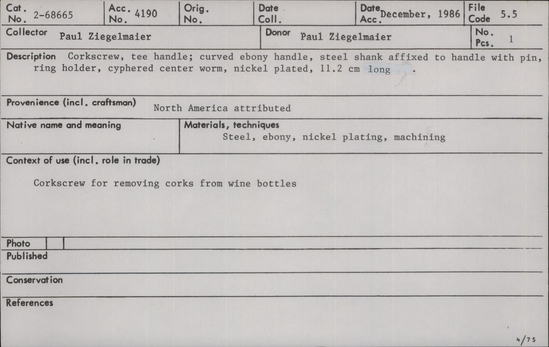 Cat. No. 2-68665 Acc. No. 4190 Orig. No. Date Coll. Date Acc. December, 1986 File Code 5.5
Collector Paul Ziegelmaier Donor Paul Ziegelmaier No. Pcs. 1
Description Corkscrew, tee handle; curved ebony handle, steel shank affixed to handle with pin,
ring holder, cyphered center worm, nickel plated, 11.2 cm long .
Provenience (incl. craftsman) North America attributed
Native name and meaning Materials, techniques
Steel, ebony, nickel plating, machining
Context of use (incl. role in trade)
Corkscrew for removing corks from wine bottles
Photo
Published
Conservation
References
4/75